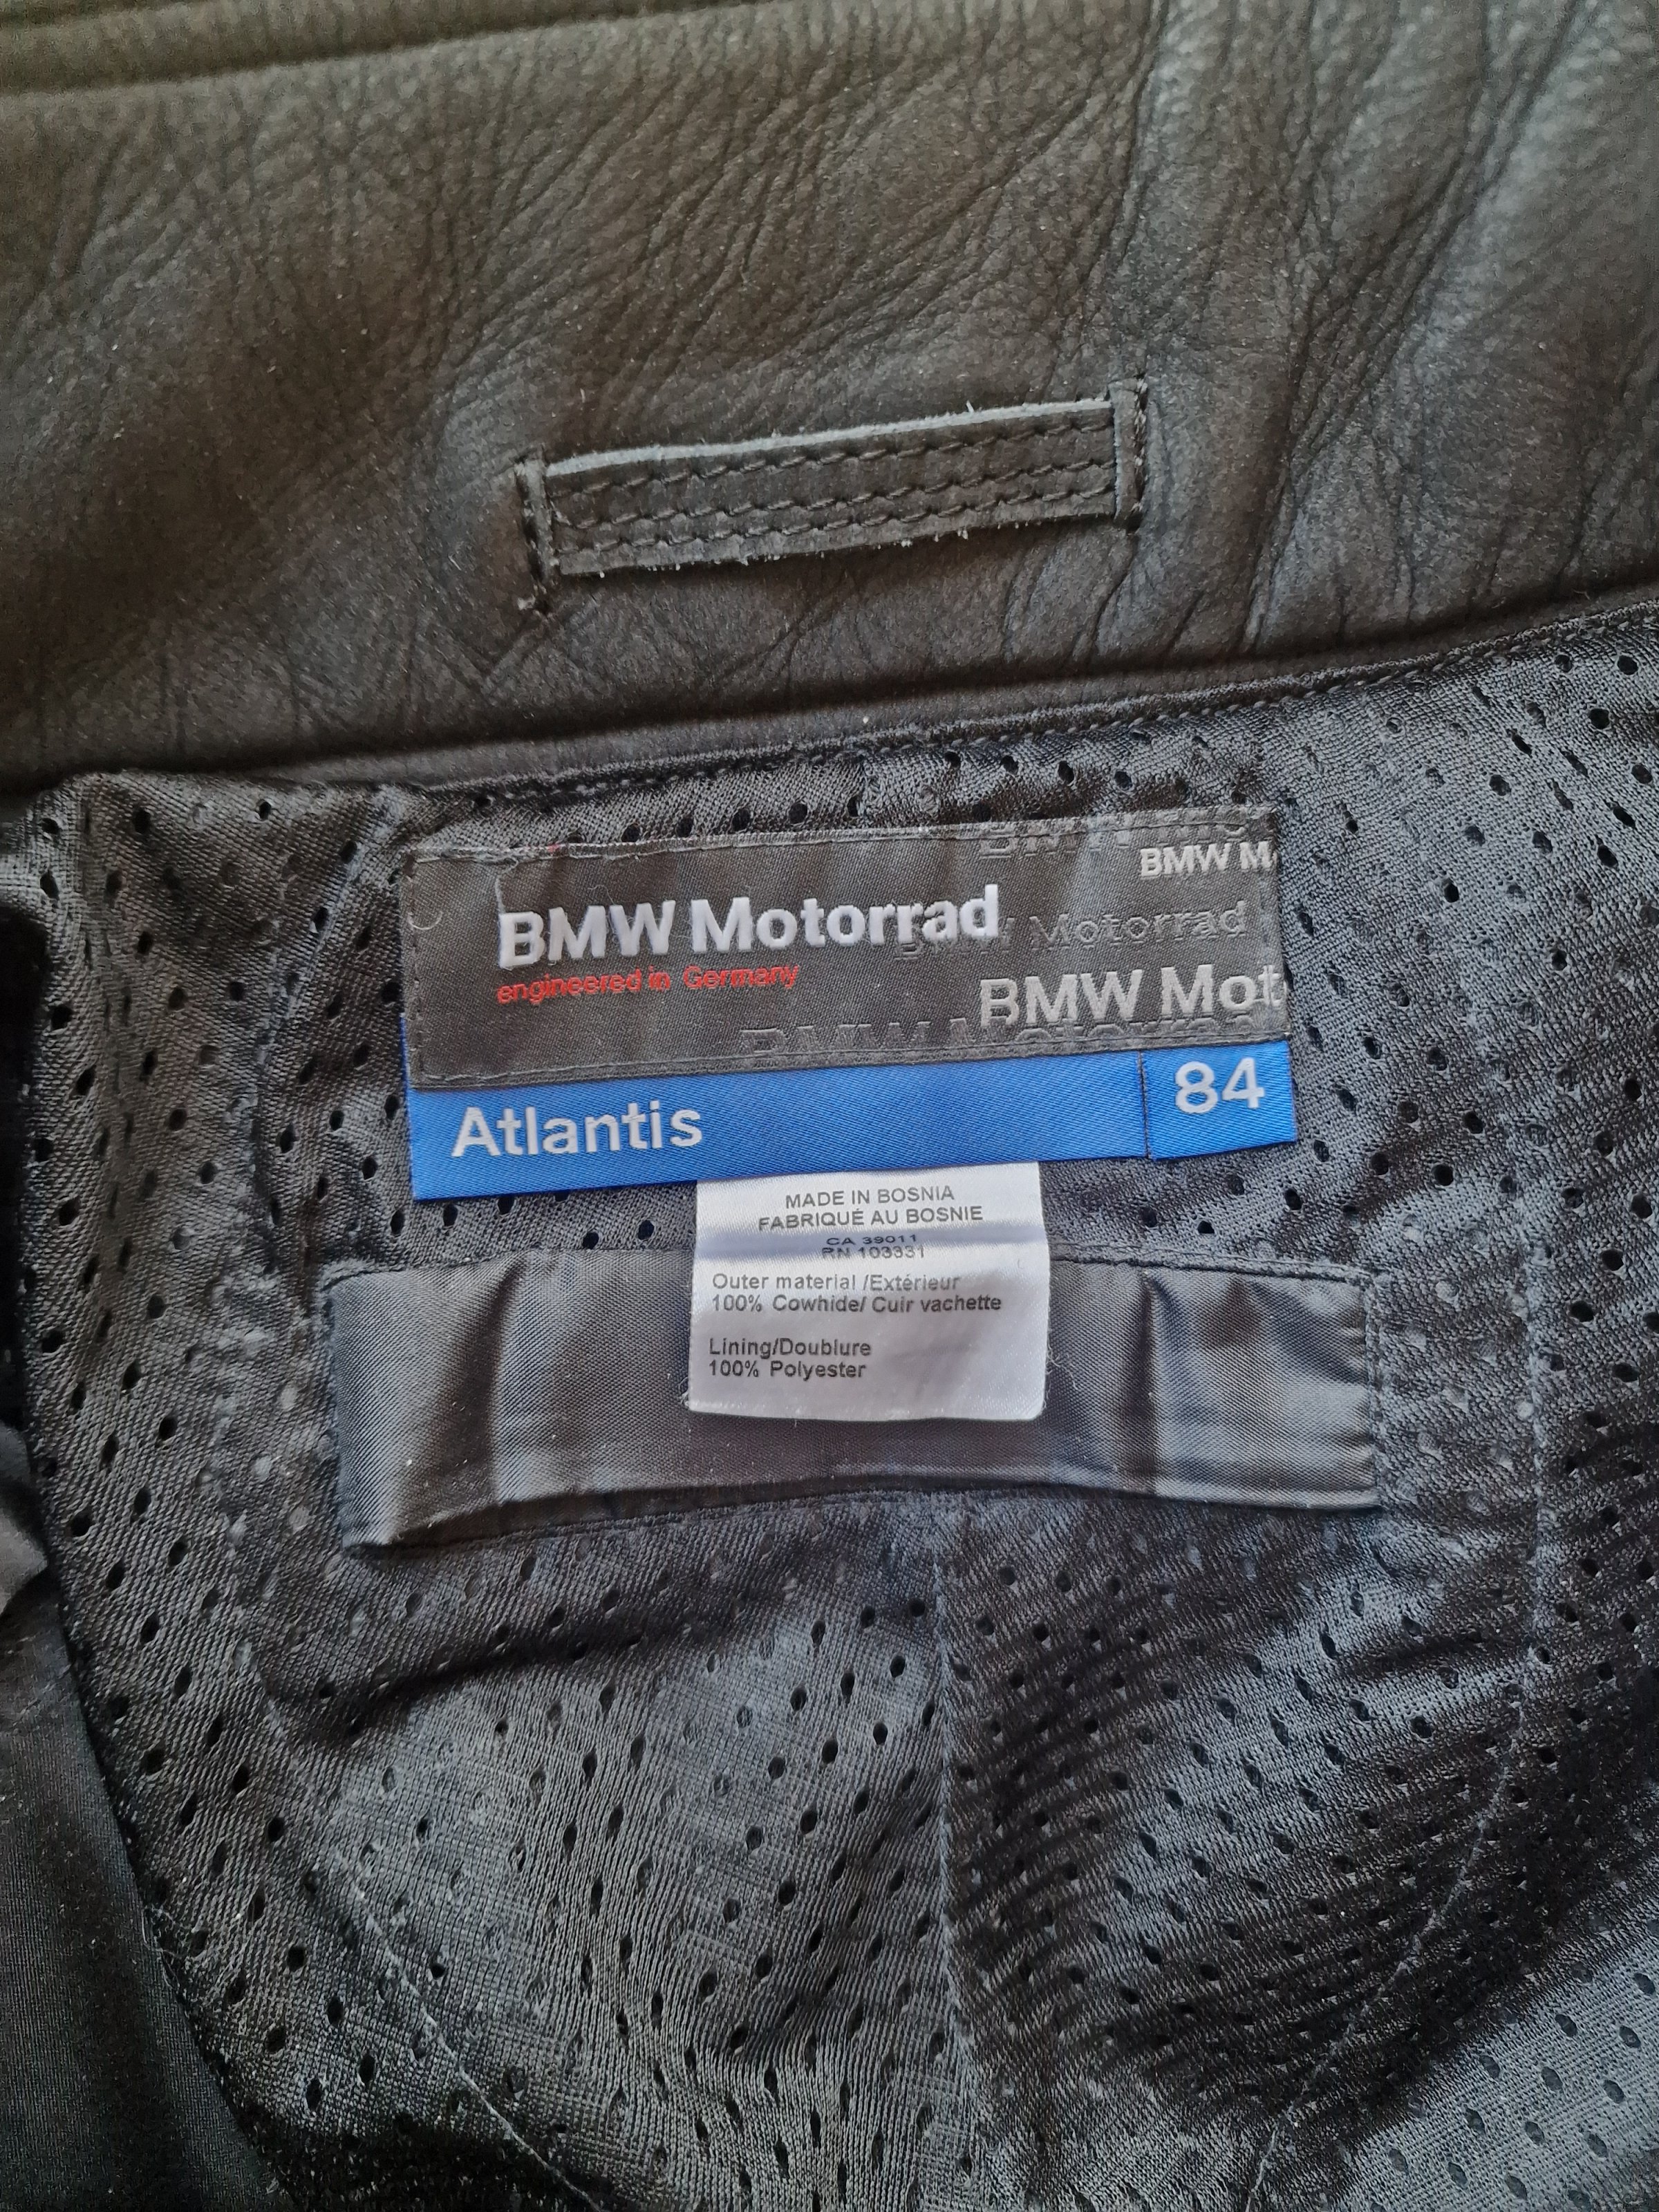 BMW M
BMW Motorrad
Motorrad
engineered in Germany
BMW Mot
Atlantis
84
MADE IN BOSNIA
FABRIQUÉ AU BOSNIE
CA 39011
RN 103331
Outer material /Extérieur
100% Cowhide/ Cuir vachette
Lining/Doublure
100% Polyester